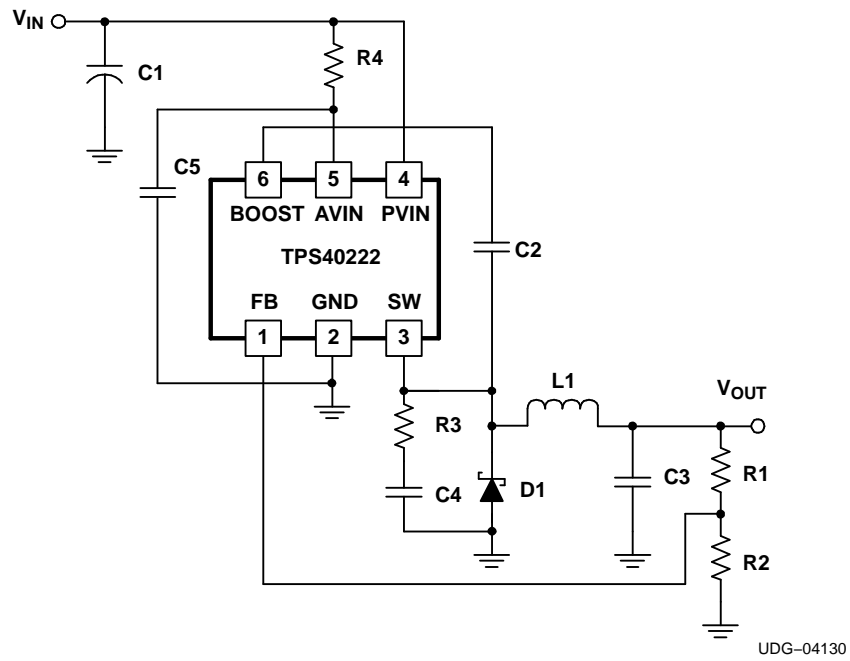 VIN
C1
R4
C5
6 5 4
BOOST AVIN PVIN
C2
TPS40222
FB GND SW
1 2 3
L1
VOUT
R3
C4
D1
C3
R1
R2
UDG–04130